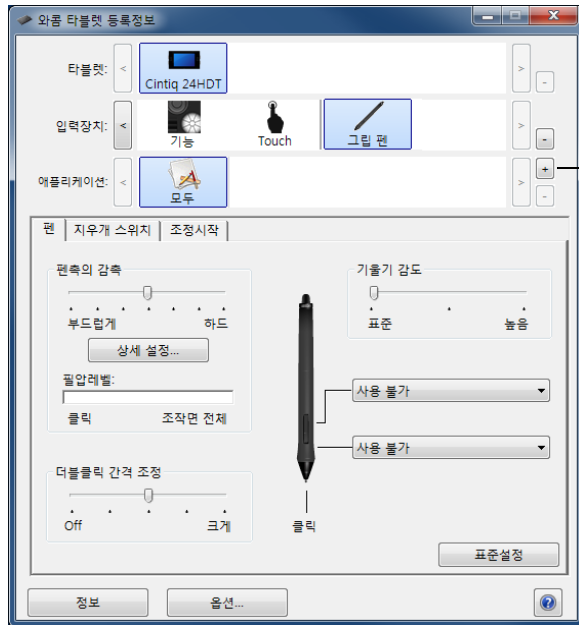 와콤 타블렛 등록정보
타블렛: < Cintiq 24HDT > -
입력장치: < 기능 Touch 그립 펜 > -
애플리케이션: < 모두 > + -
펜 지우개 스위치 조정시작
펜촉의 감촉 기울기 감도
부드럽게 하드 표준 높음
상세 설정...
필압레벨:
사용 불가
클릭 조작면 전체
사용 불가
더블클릭 간격 조정
Off 크게 클릭
표준설정
정보 옵션... ?